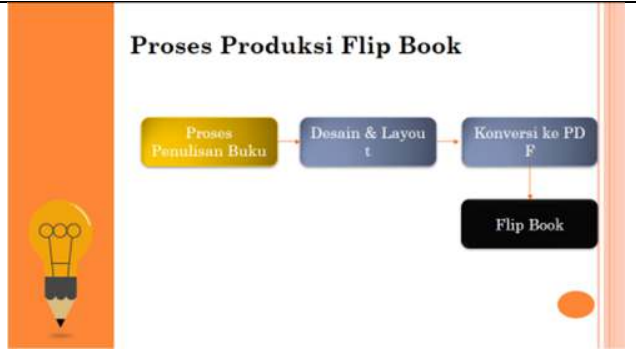 Proses Produksi Flip Book
Proses
Penulisan Buku
Desain & Layou
t
Konversi ke PD
F
Flip Book